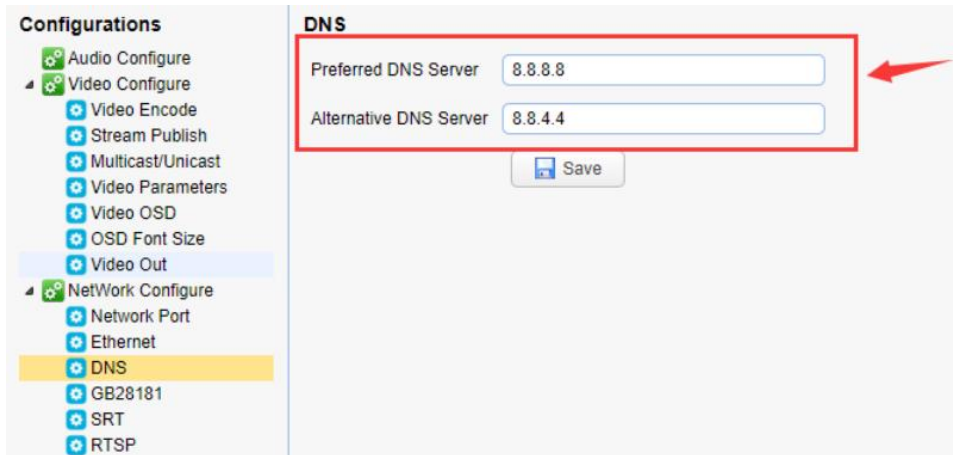 Configurations
Audio Configure
Video Configure
Video Encode
Stream Publish
Multicast/Unicast
Video Parameters
Video OSD
OSD Font Size
Video Out
NetWork Configure
Network Port
Ethernet
DNS
GB28181
SRT
RTSP
DNS
Preferred DNS Server 8.8.8.8
Alternative DNS Server 8.8.4.4
Save